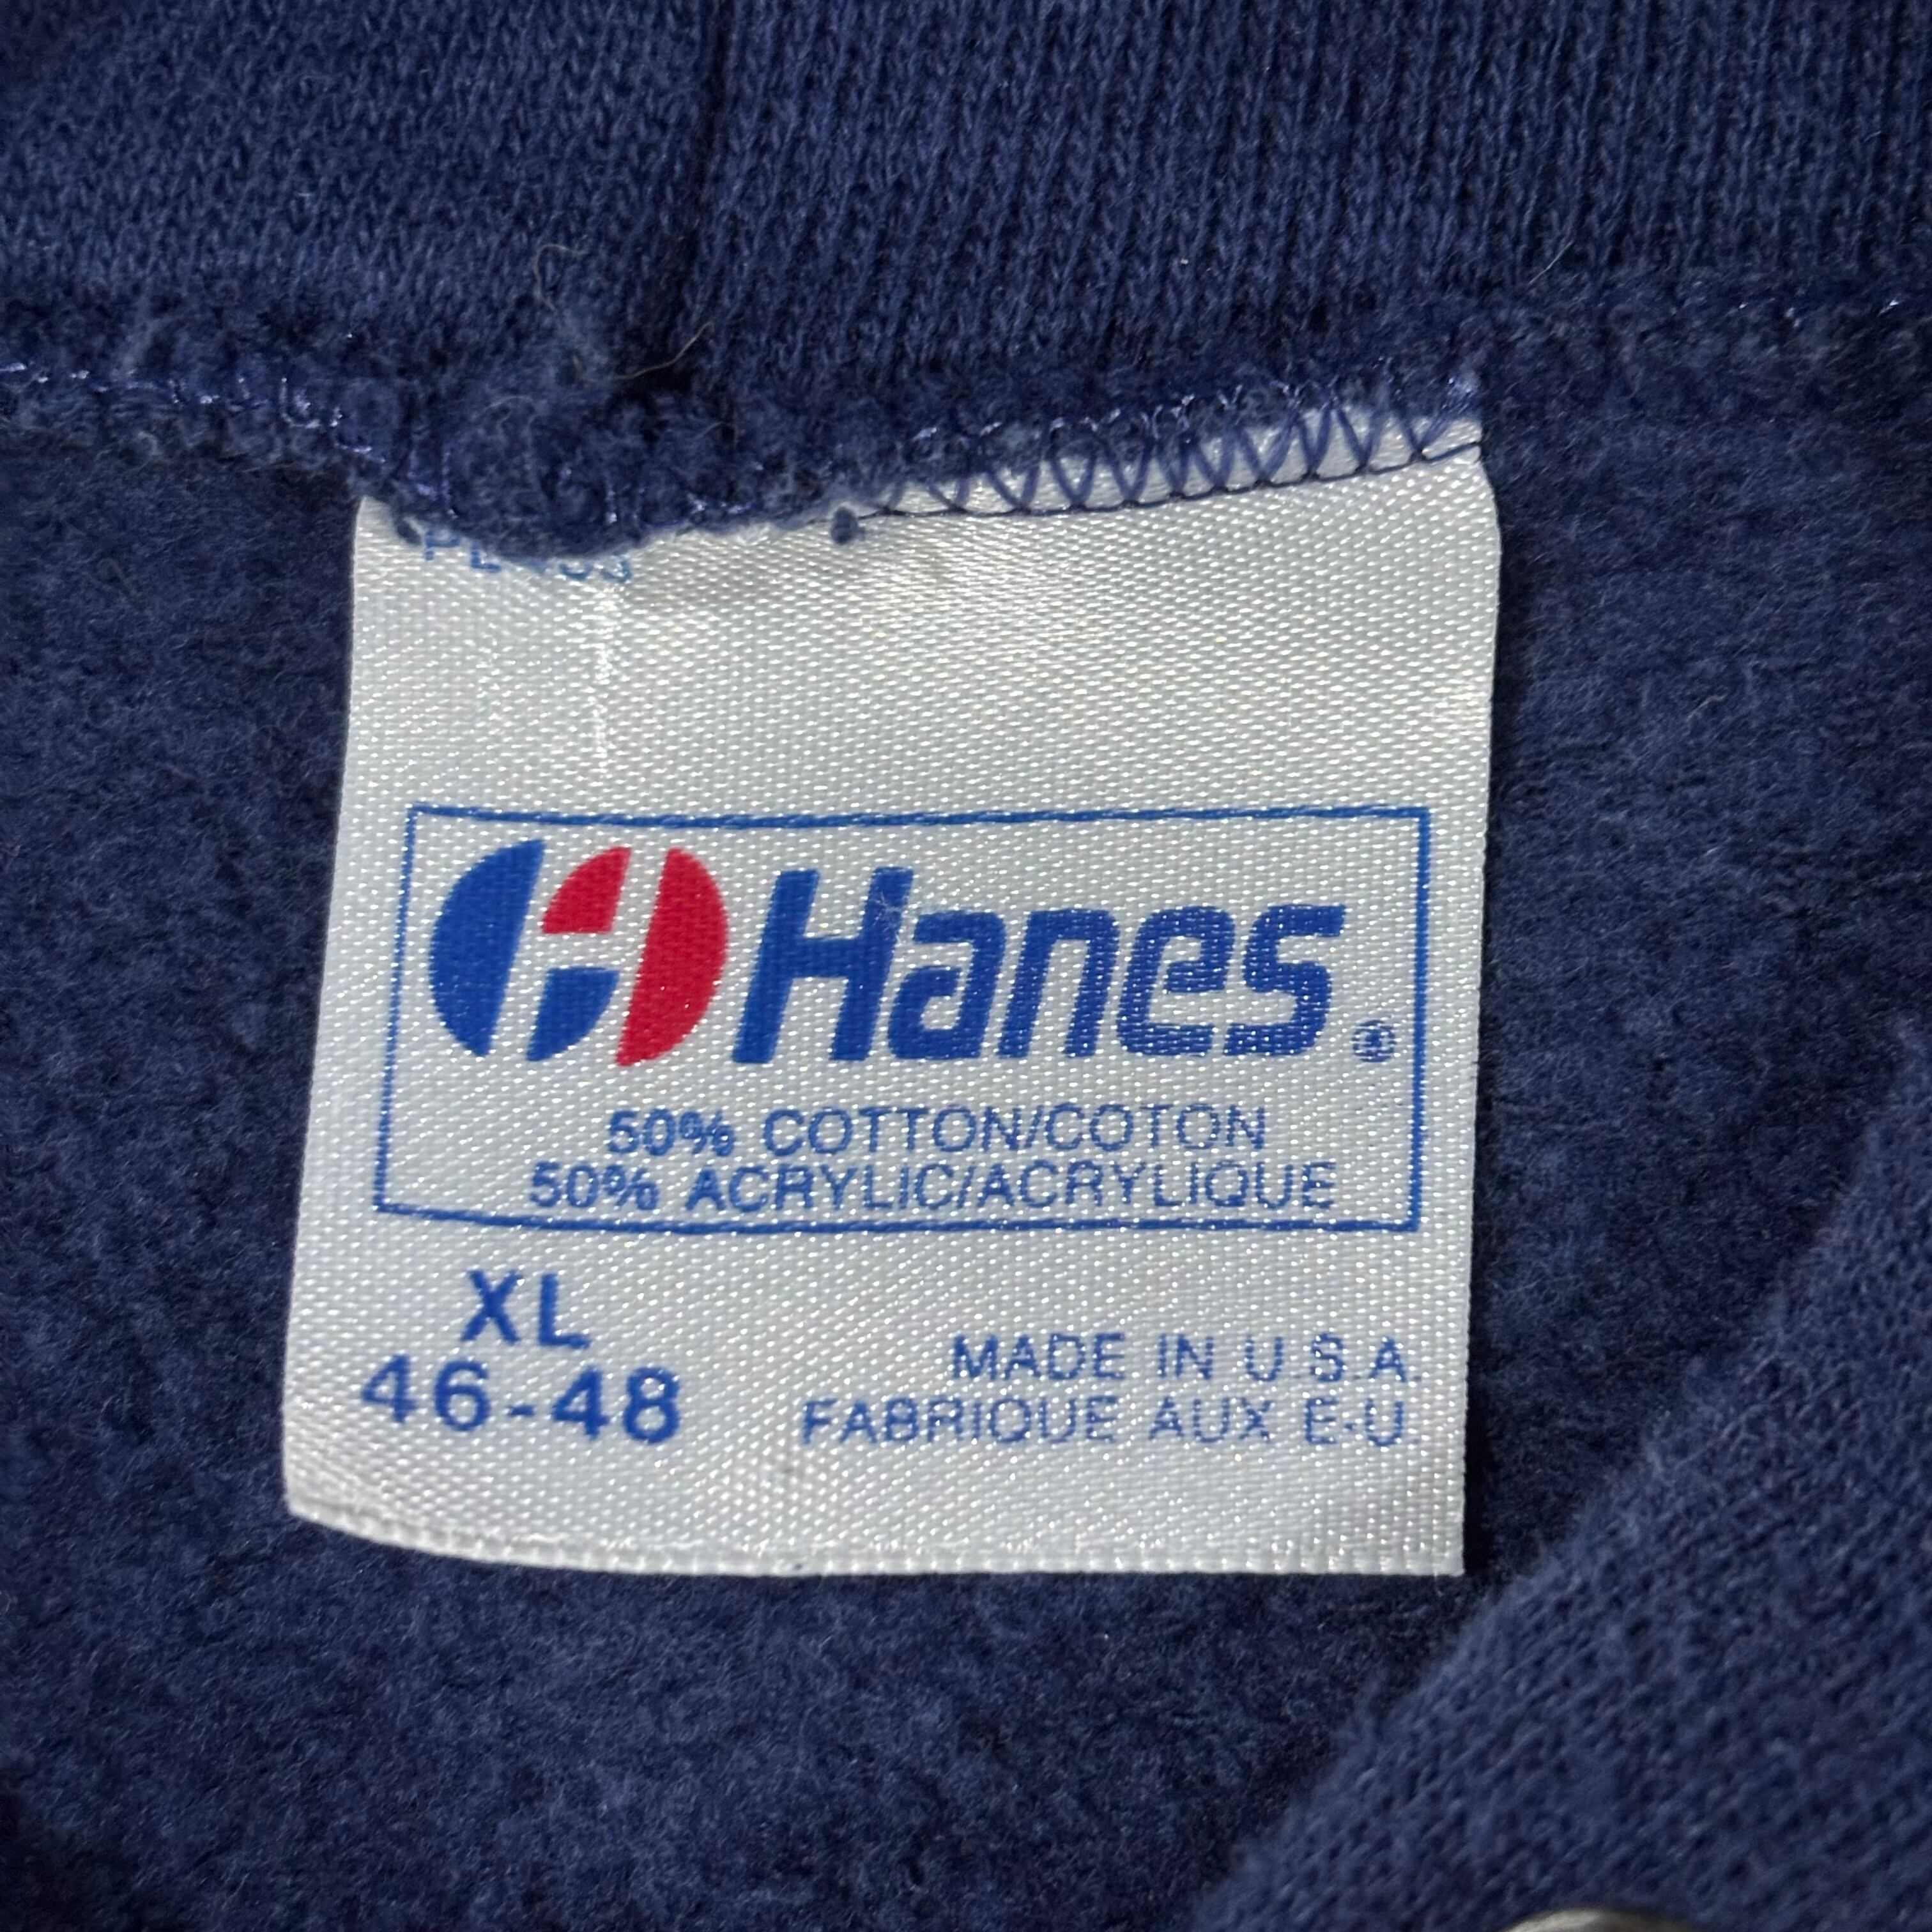 Hanes®
50% COTTON/COTON
50% ACRYLIC/ACRYLIQUE
XL
46-48
MADE IN U.S.A.
FABRIQUE AUX E-U